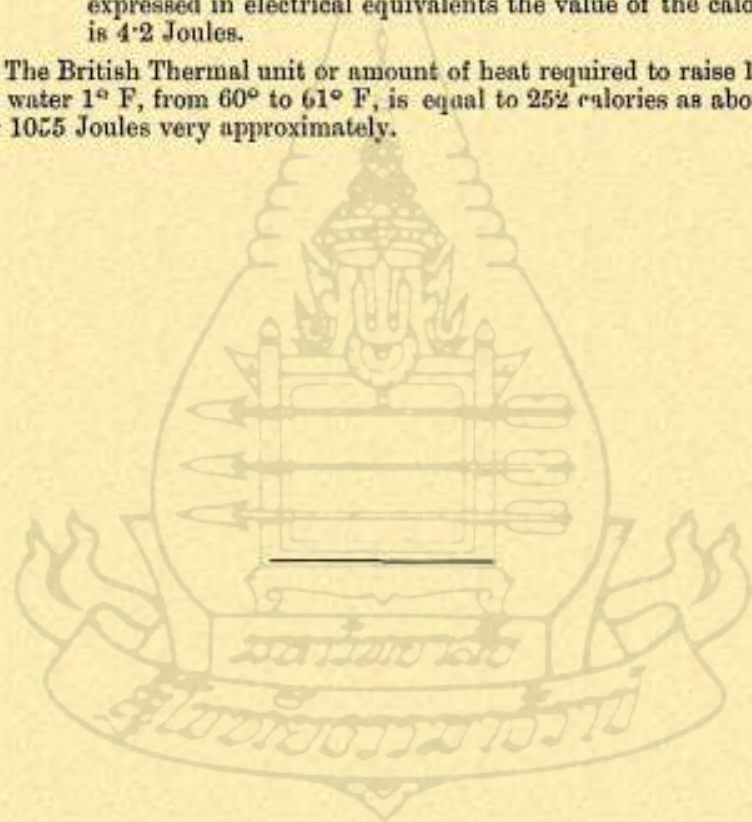 expressed in electrical equivalents the value of the calo
is 4·2 Joules.
The British Thermal unit or amount of heat required to raise 1
water 1° F, from 60° to 61° F, is equal to 252 calories as abo
1055 Joules very approximately.